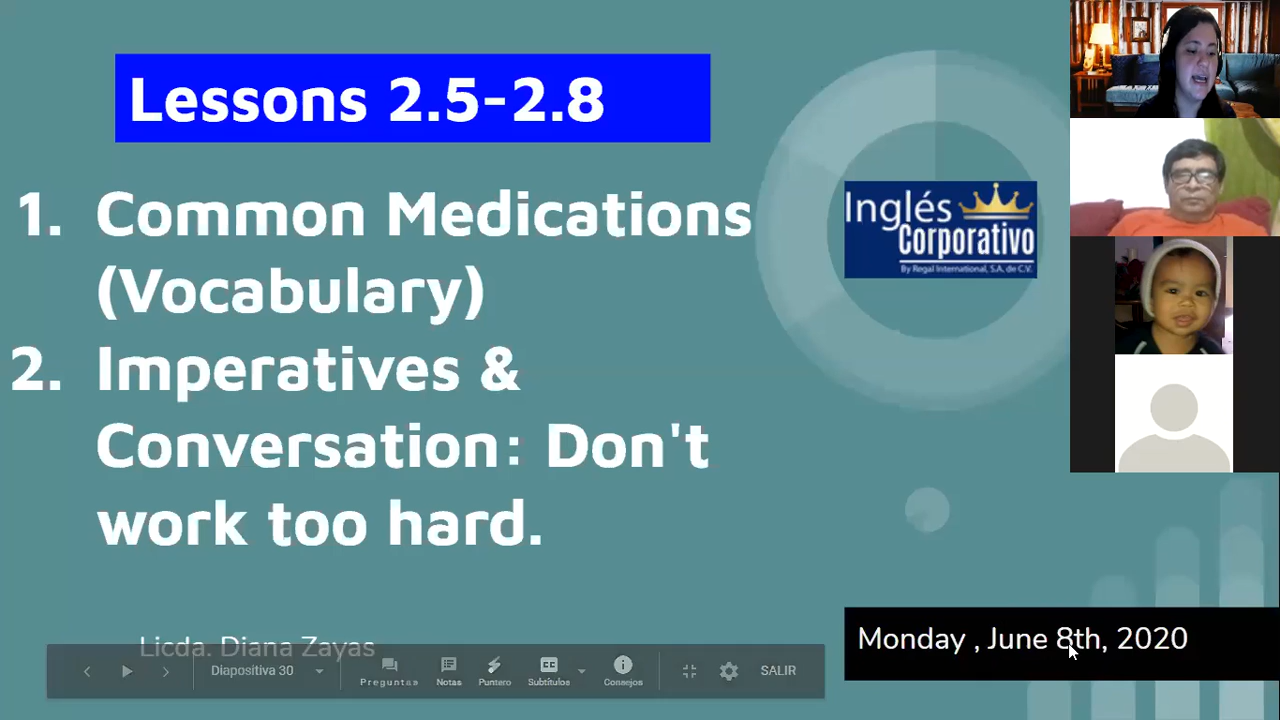 Lessons 2.5-2.8
1. Common Medications
(Vocabulary)
2. Imperatives &
Conversation: Don't
work too hard.
Inglés
Corporativo
By Regal International, S.A. de C.V.
Licda. Diana Zayas
Monday , June 8th, 2020
Diapositiva 30
Preguntas
Notas
Puntero
CC
Subtítulos
Consejos
SALIR